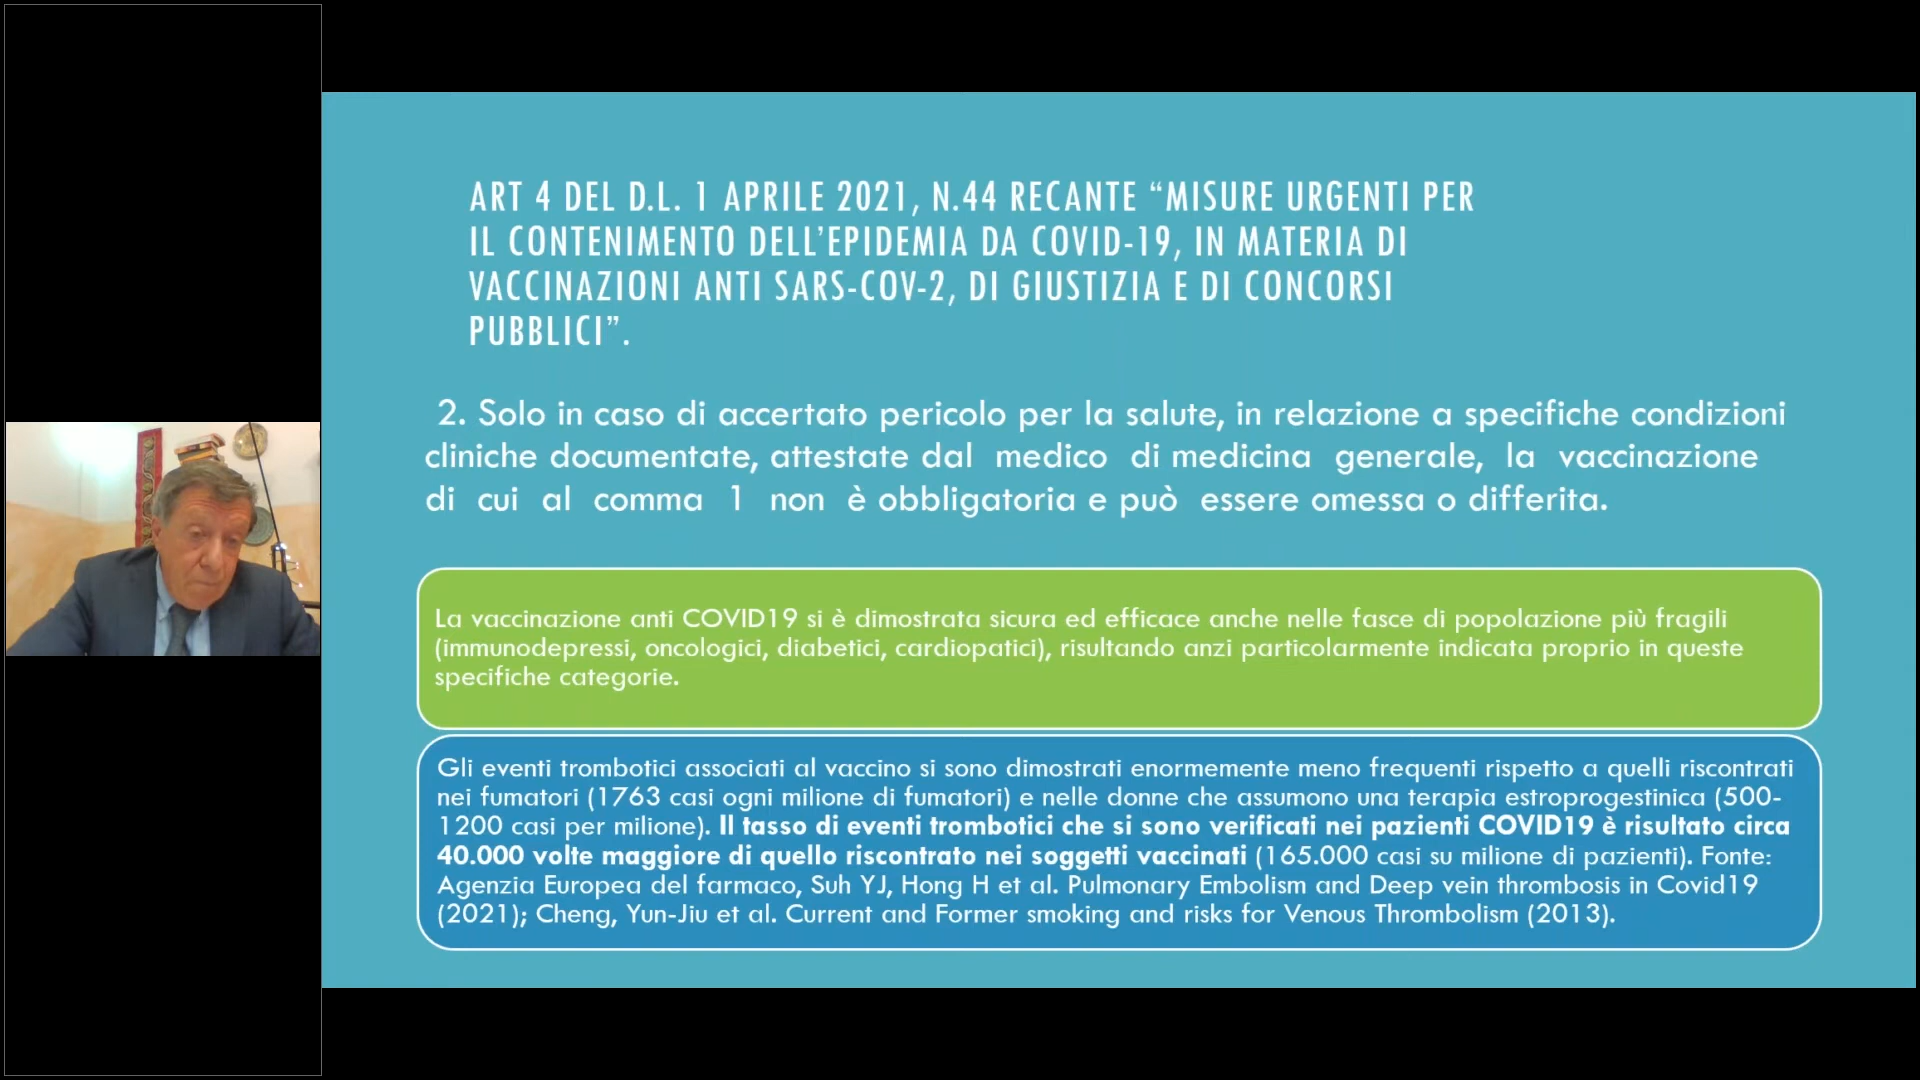 ART 4 DEL D.L. 1 APRILE 2021, N.44 RECANTE “MISURE URGENTI PER
IL CONTENIMENTO DELL’EPIDEMIA DA COVID-19, IN MATERIA DI
VACCINAZIONI ANTI SARS-COV-2, DI GIUSTIZIA E DI CONCORSI
PUBBLICI”.
2. Solo in caso di accertato pericolo per la salute, in relazione a specifiche condizioni
cliniche documentate, attestate dal medico di medicina generale, la vaccinazione
di cui al comma 1 non è obbligatoria e può essere omessa o differita.
La vaccinazione anti COVID19 si è dimostrata sicura ed efficace anche nelle fasce di popolazione più fragili
(immunodepressi, oncologici, diabetici, cardiopatici), risultando anzi particolarmente indicata proprio in queste
specifiche categorie.
Gli eventi trombotici associati al vaccino si sono dimostrati enormemente meno frequenti rispetto a quelli riscontrati
nei fumatori (1763 casi ogni milione di fumatori) e nelle donne che assumono una terapia estroprogestinica (500-
1200 casi per milione). Il tasso di eventi trombotici che si sono verificati nei pazienti COVID19 è risultato circa
40.000 volte maggiore di quello riscontrato nei soggetti vaccinati (165.000 casi su milione di pazienti). Fonte:
Agenzia Europea del farmaco, Suh YJ, Hong H et al. Pulmonary Embolism and Deep vein thrombosis in Covid19
(2021); Cheng, Yun-Jiu et al. Current and Former smoking and risks for Venous Thrombolism (2013).